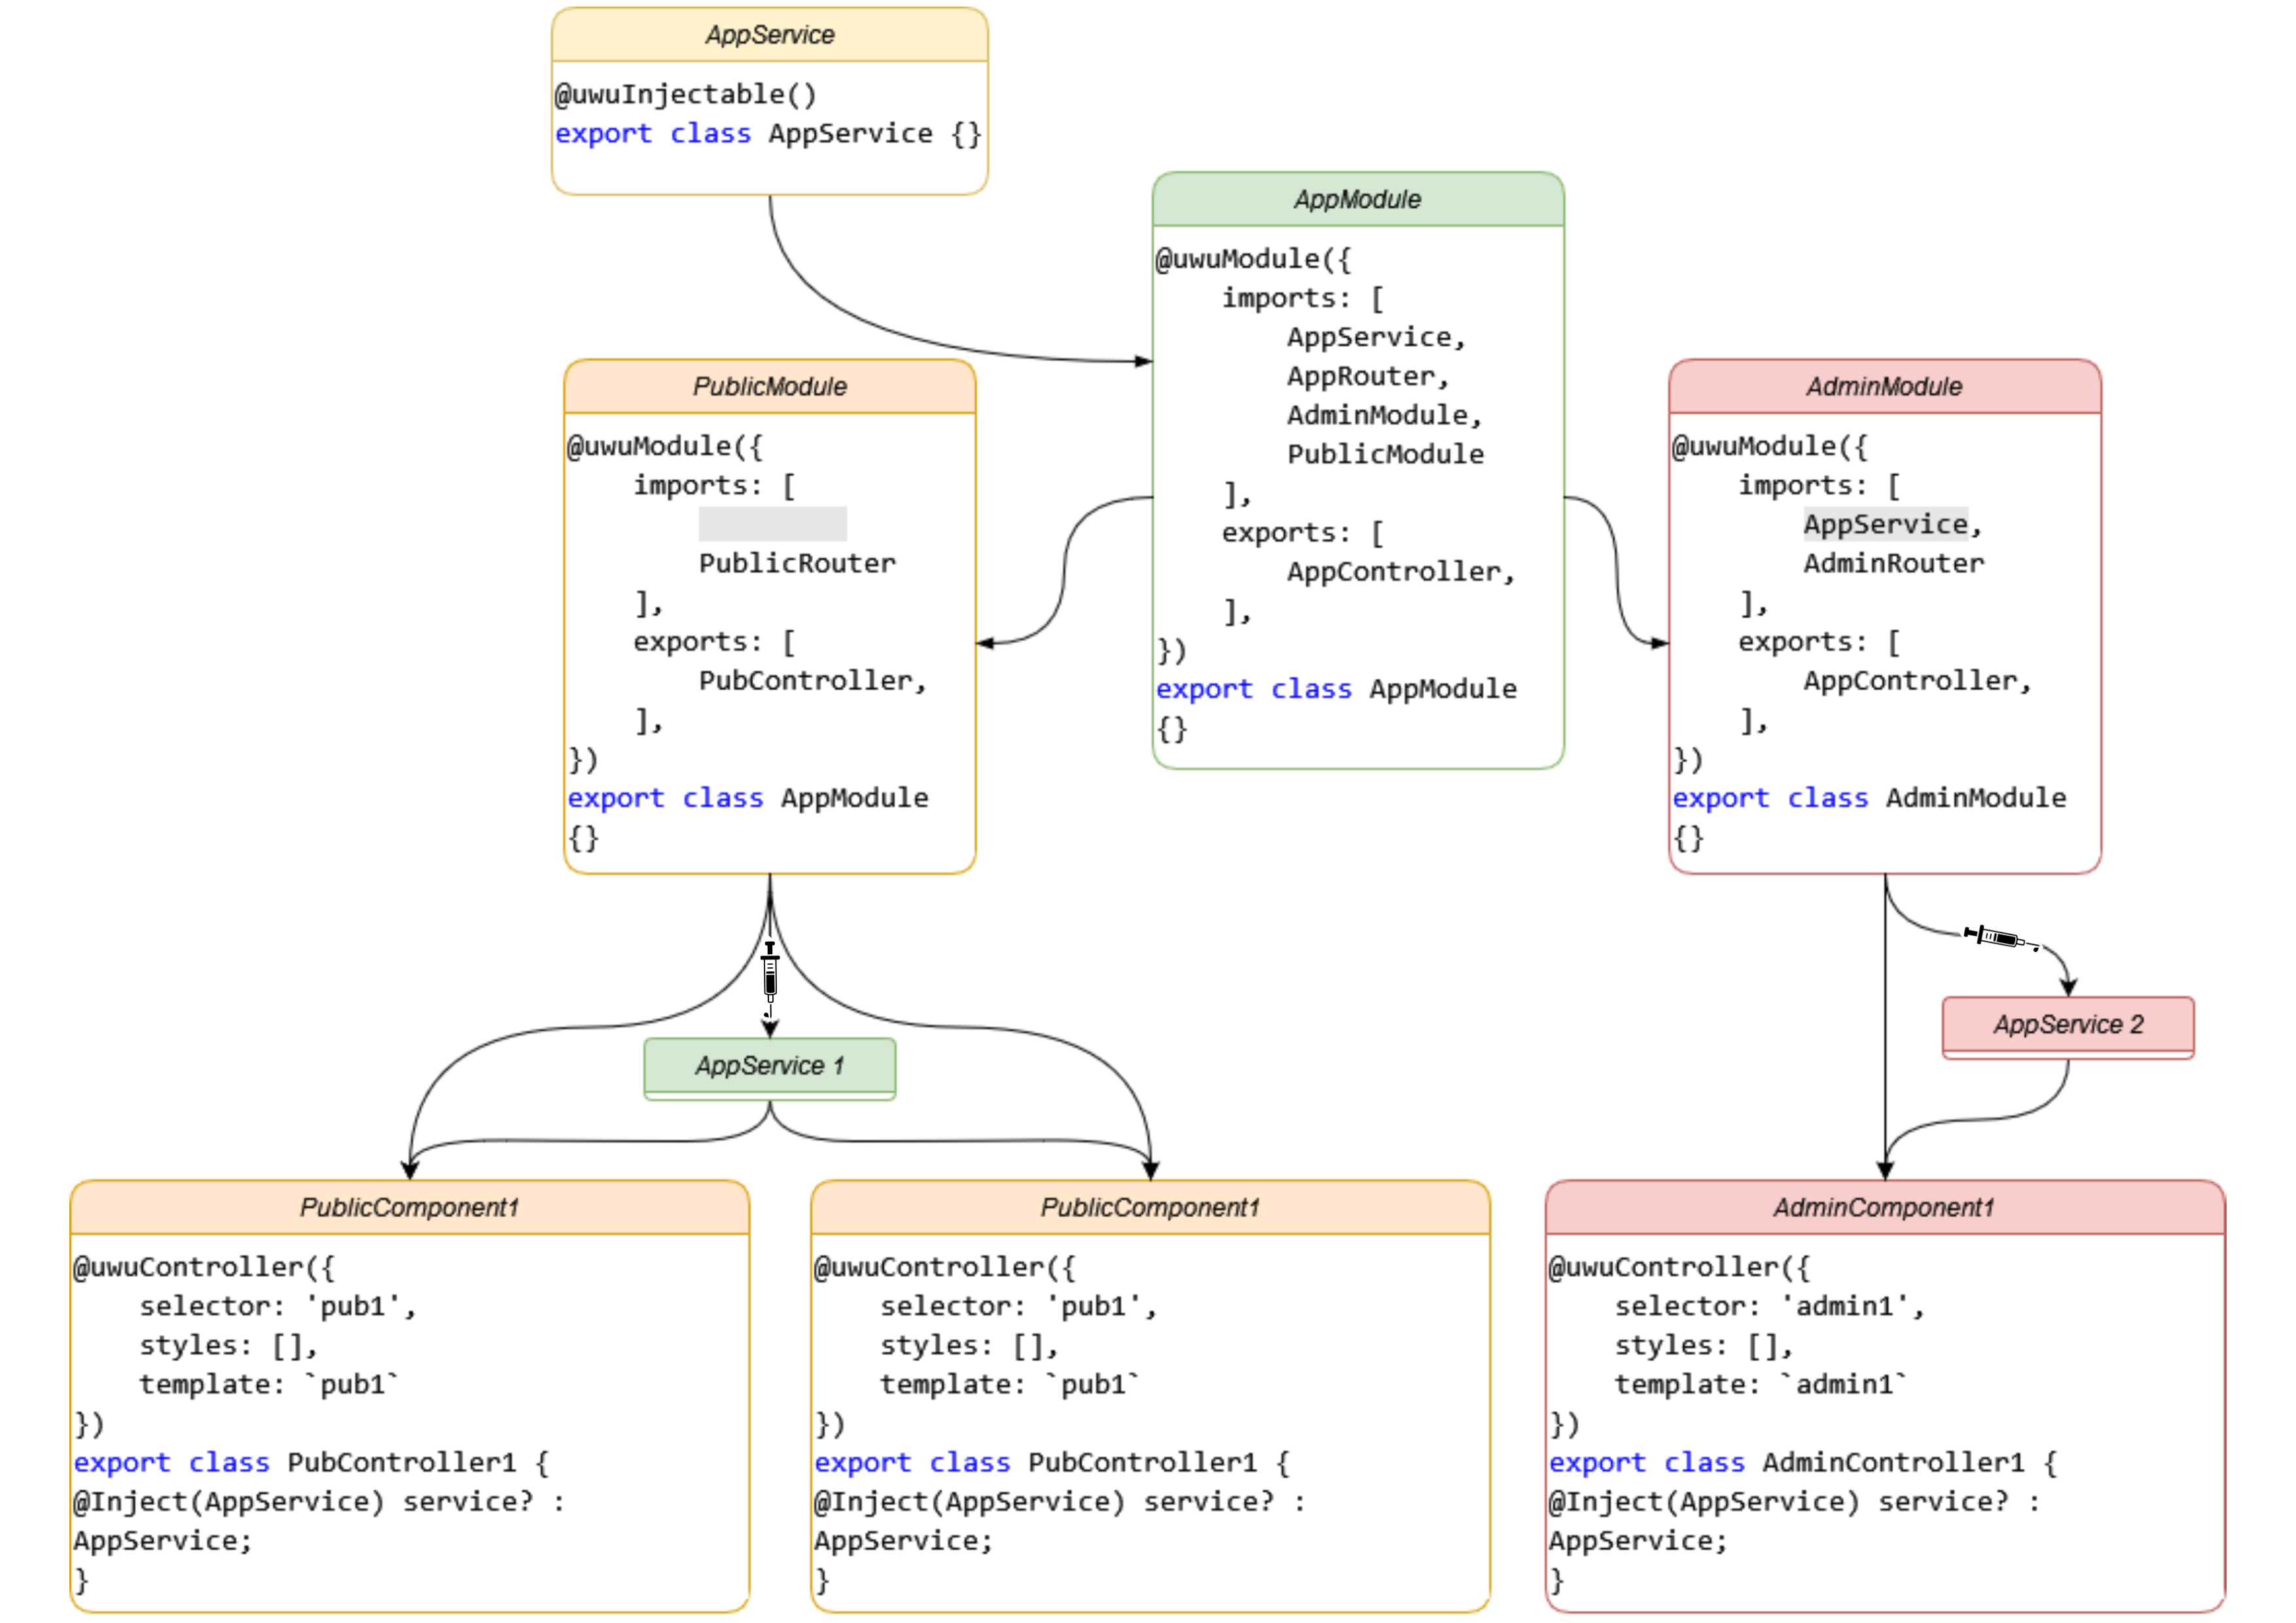 AppService
@uwuInjectable()
export class AppService {}
AppModule
@uwuModule({
imports: [
AppService,
AppRouter,
AdminModule,
PublicModule
],
exports: [
AppController,
],
})
export class AppModule
{}
PublicModule
@uwuModule({
imports: [
PublicRouter
],
exports: [
PubController,
],
})
export class AppModule
{}
AdminModule
@uwuModule({
imports: [
AppService,
AdminRouter
],
exports: [
AppController,
],
})
export class AdminModule
{}
AppService 1
AppService 2
PublicComponent1
@uwuController({
selector: 'pub1',
styles: [],
template: `pub1`
})
export class PubController1 {
@Inject(AppService) service? :
AppService;
}
PublicComponent1
@uwuController({
selector: 'pub1',
styles: [],
template: `pub1`
})
export class PubController1 {
@Inject(AppService) service? :
AppService;
}
AdminComponent1
@uwuController({
selector: 'admin1',
styles: [],
template: `admin1`
})
export class AdminController1 {
@Inject(AppService) service? :
AppService;
}